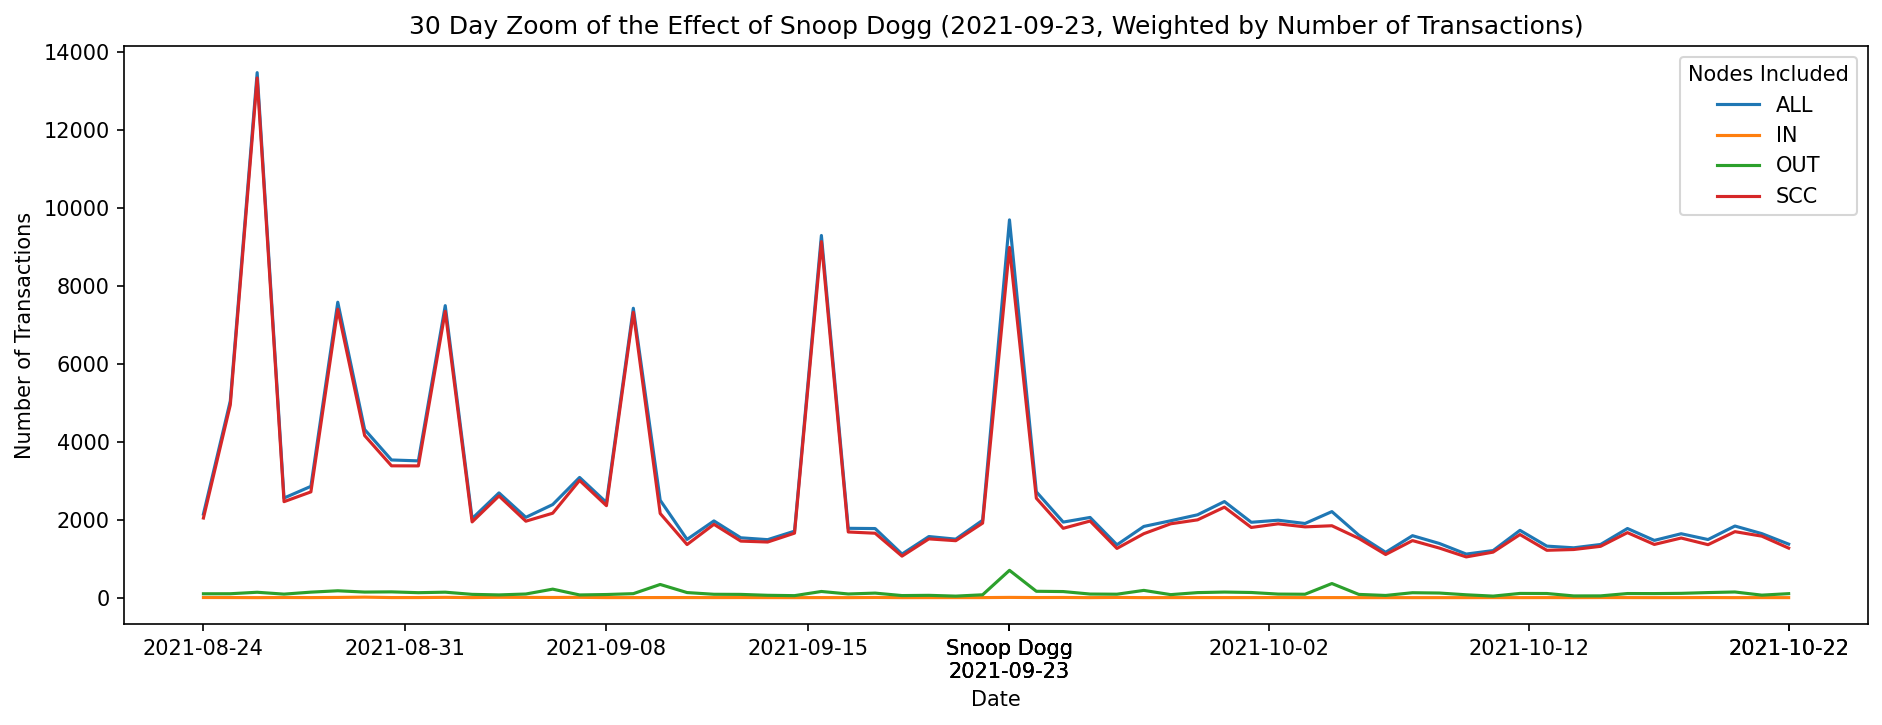 30 Day Zoom of the Effect of Snoop Dogg (2021-09-23, Weighted by Number of Transactions)
Number of Transactions
14000
12000
10000
8000
6000
4000
2000
0
Nodes Included
ALL
IN
OUT
SCC
2021-08-24
2021-08-31
2021-09-08
2021-09-15
Snoop Dogg
2021-09-23
2021-10-02
2021-10-12
2021-10-22
Date